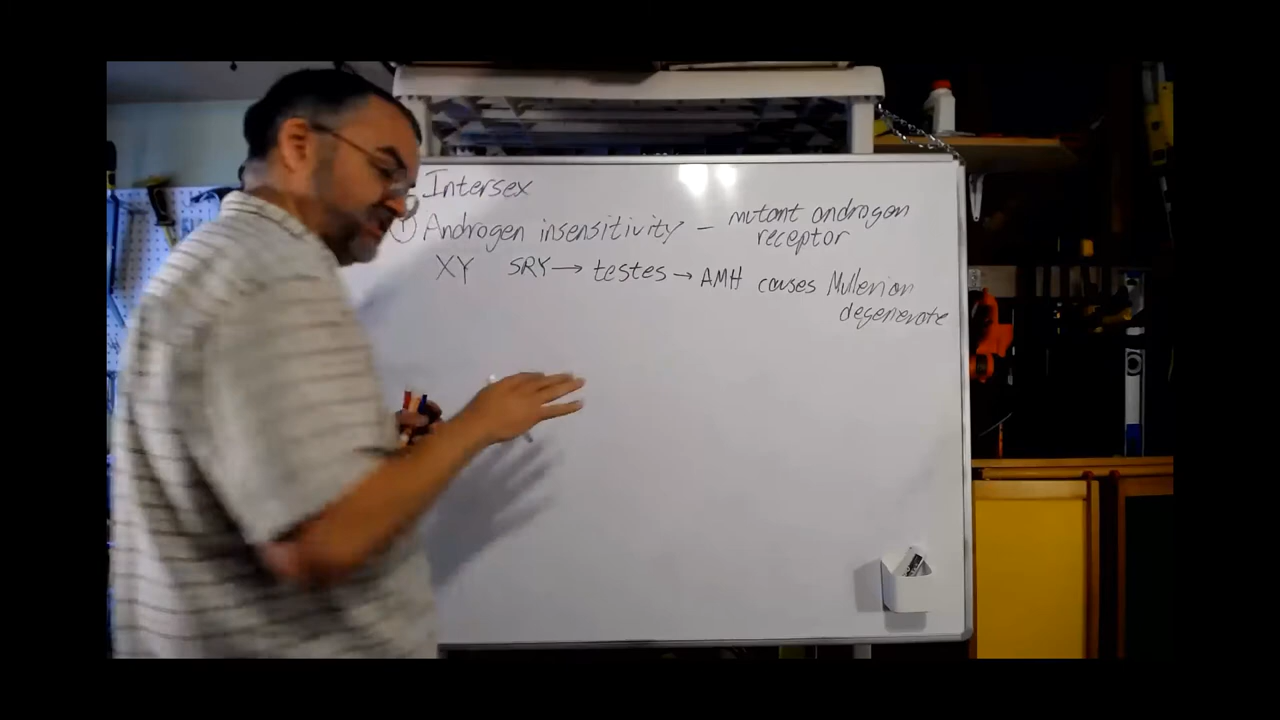 Intersex
① Androgen insensitivity – mutant androgen
receptor
XY SRY → testes → AMH causes Mullerian
degenerate